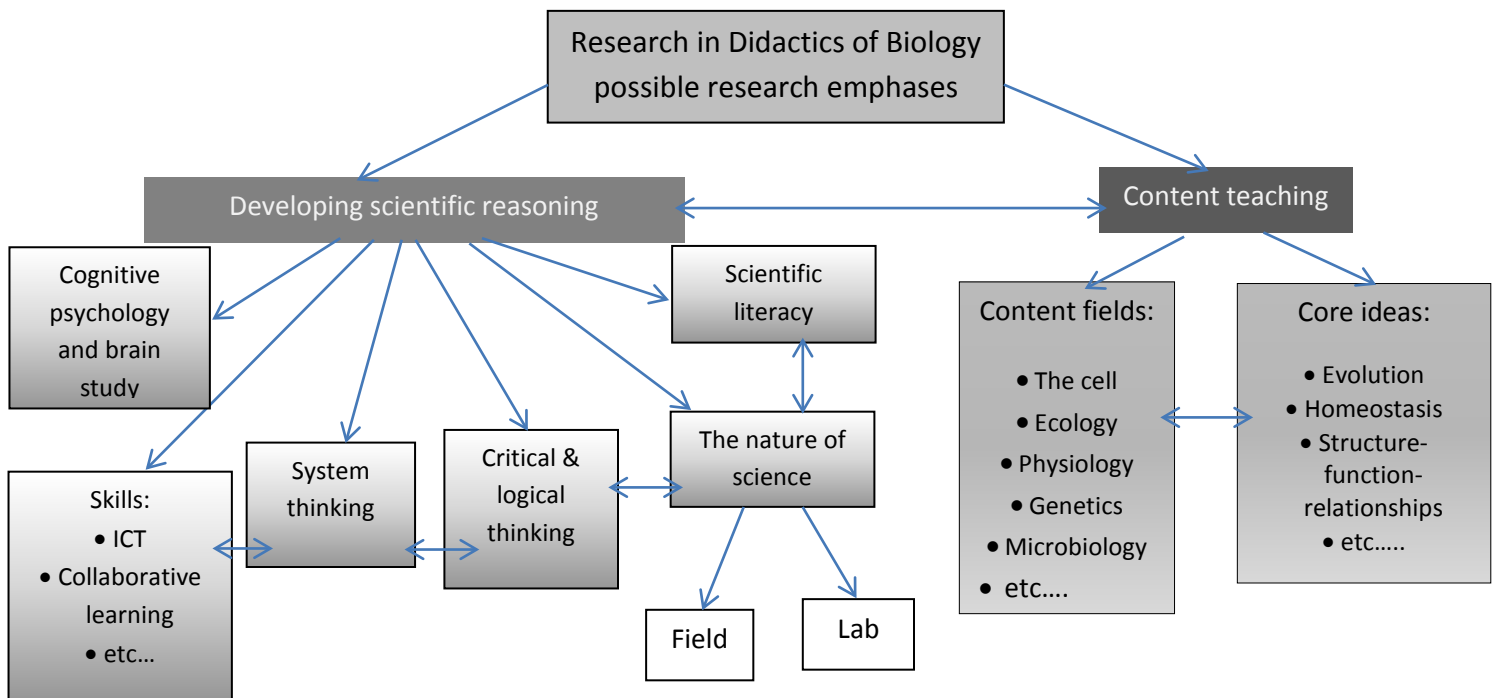 Research in Didactics of Biology
possible research emphases
Developing scientific reasoning
Content teaching
Cognitive
psychology
and brain
study
Scientific
literacy
Content fields:
• The cell
• Ecology
• Physiology
• Genetics
• Microbiology
• etc....
Core ideas:
• Evolution
• Homeostasis
• Structure-
function-
relationships
• etc.....
Skills:
• ICT
• Collaborative
learning
• etc...
System
thinking
Critical &
logical
thinking
The nature of
science
Field
Lab